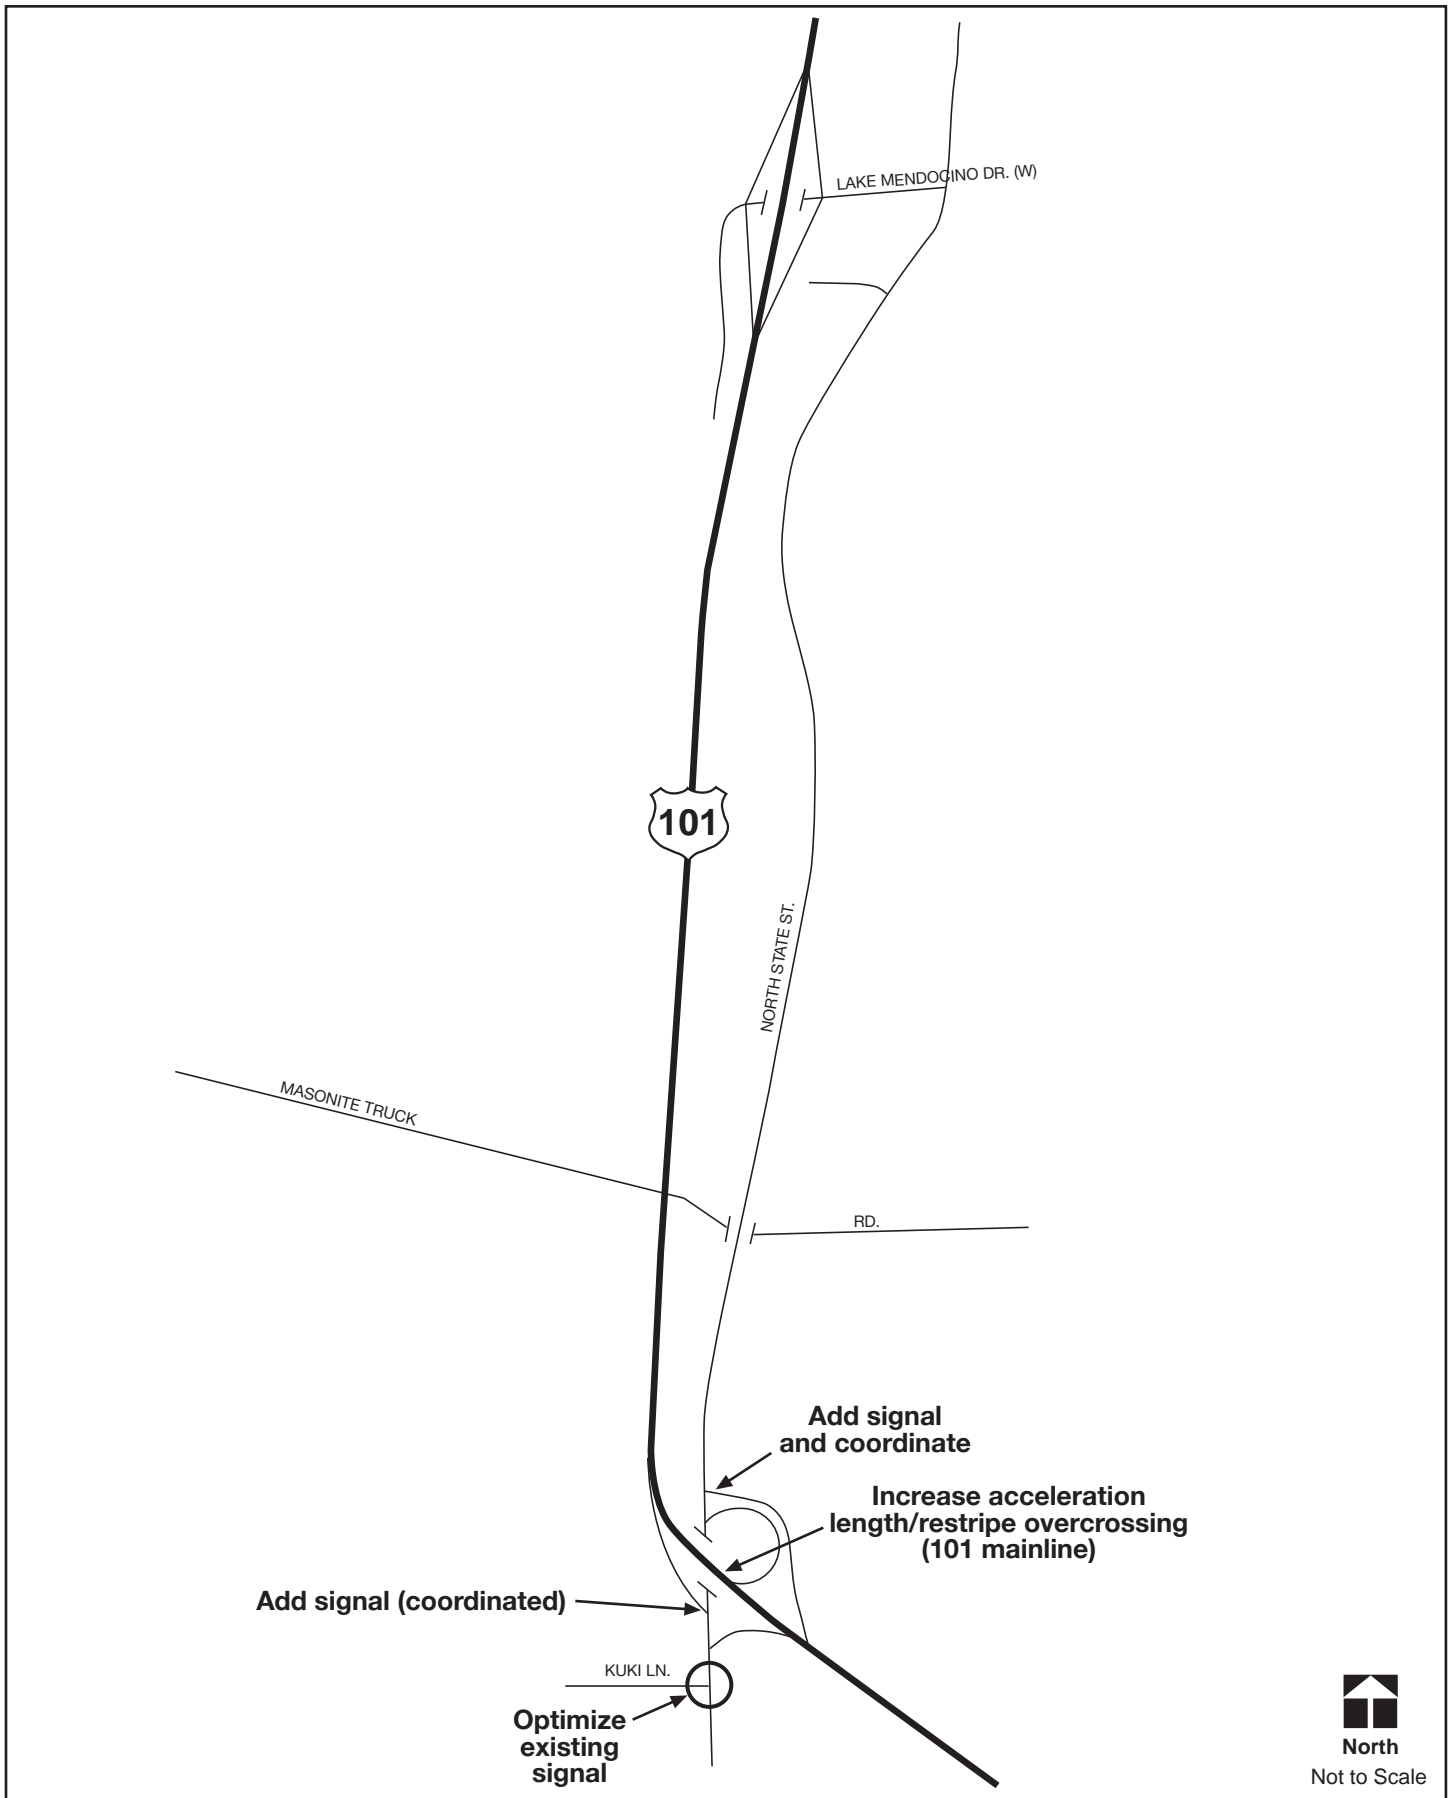 LAKE MENDOCINO DR. (W)
101
NORTH STATE ST.
MASONITE TRUCK
RD.
Add signal
and coordinate
Increase acceleration
length/restripe overcrossing
(101 mainline)
Add signal (coordinated)
KUKI LN.
Optimize
existing
signal
North
Not to Scale